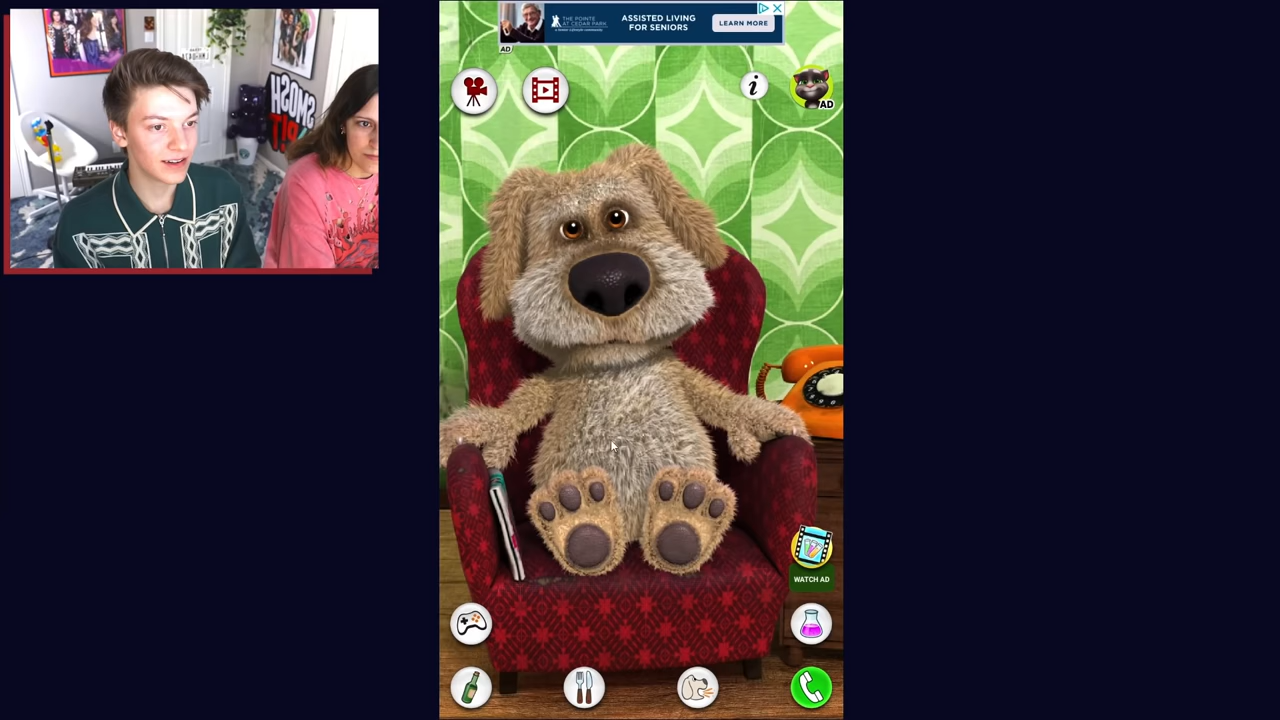 THE POINTE
AT CEDAR PARK
ASSISTED LIVING
FOR SENIORS
LEARN MORE
AD
AD
SMOSH
PIT
WATCH AD